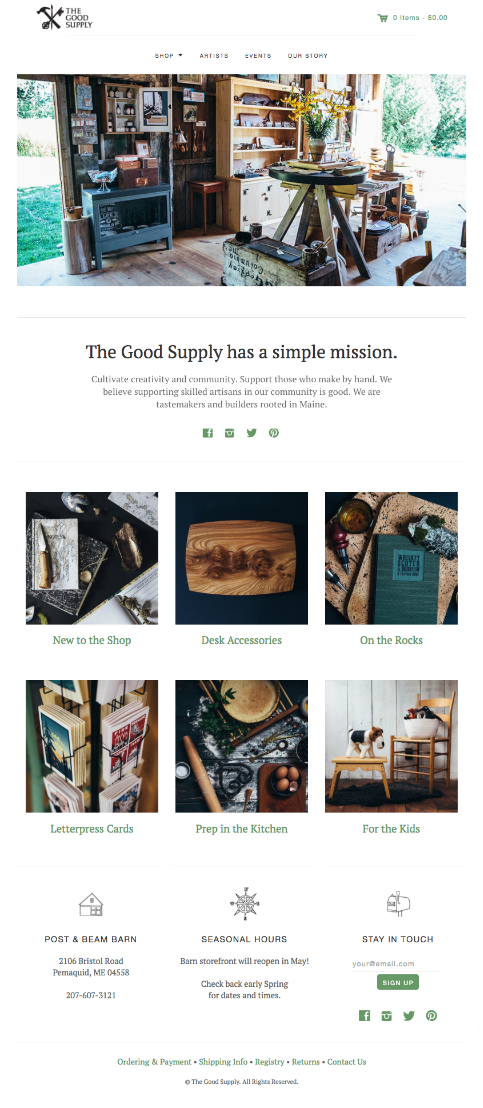 THE
GOOD
SUPPLY
0 Items - $0.00
SHOP
ARTISTS
EVENTS
OUR STORY
The Good Supply has a simple mission.
Cultivate creativity and community. Support those who make by hand. We
believe supporting skilled artisans in our community is good. We are
tastemakers and builders rooted in Maine.
New to the Shop
Desk Accessories
On the Rocks
Letterpress Cards
Prep in the Kitchen
For the Kids
POST & BEAM BARN
2106 Bristol Road
Pemaquid, ME 04558
207-607-3121
SEASONAL HOURS
Barn storefront will reopen in May!
Check back early Spring
for dates and times.
STAY IN TOUCH
your@email.com
SIGN UP
Ordering & Payment • Shipping Info • Registry • Returns • Contact Us
© The Good Supply. All Rights Reserved.